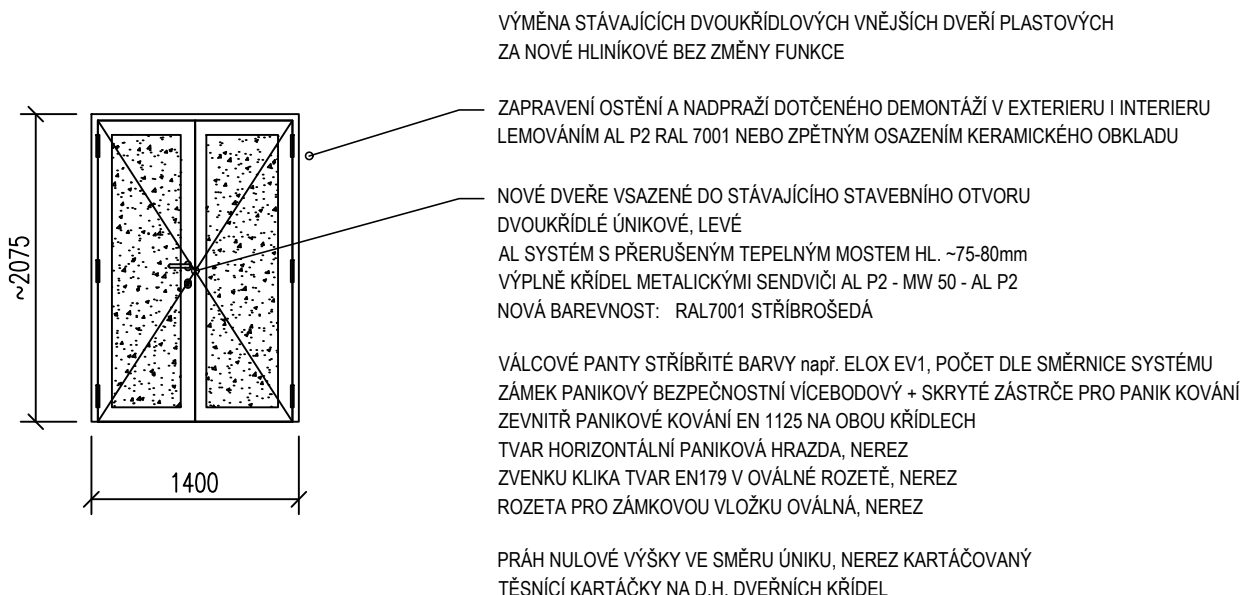 VÝMĚNA STÁVAJÍCÍCH DVOUKŘÍDLOVÝCH VNĚJŠÍCH DVEŘÍ PLASTOVÝCH
ZA NOVÉ HLINÍKOVÉ BEZ ZMĚNY FUNKCE
ZAPRAVENÍ OSTĚNÍ A NADPRAŽÍ DOTČENÉHO DEMONTÁŽÍ V EXTERIERU I INTERIERU
LEMOVÁNÍM AL P2 RAL 7001 NEBO ZPĚTNÝM OSAZENÍM KERAMICKÉHO OBKLADU
NOVÉ DVEŘE VSAZENÉ DO STÁVAJÍCÍHO STAVEBNÍHO OTVORU
DVOUKŘÍDLÉ ÚNIKOVÉ, LEVÉ
AL SYSTÉM S PŘERUŠENÝM TEPELNÝM MOSTEM HL. ~75-80mm
VÝPLNĚ KŘÍDEL METALICKÝMI SENDVIČI AL P2 - MW 50 - AL P2
NOVÁ BAREVNOST: RAL7001 STŘÍBROŠEDÁ
~2075
VÁLCOVÉ PANTY STŘÍBŘITÉ BARVY např. ELOX EV1, POČET DLE SMĚRNICE SYSTÉMU
ZÁMEK PANIKOVÝ BEZPEČNOSTNÍ VÍCEBODOVÝ + SKRYTÉ ZÁSTRČE PRO PANIK KOVÁNÍ
ZEVNITŘ PANIKOVÉ KOVÁNÍ EN 1125 NA OBOU KŘÍDLECH
TVAR HORIZONTÁLNÍ PANIKOVÁ HRAZDA, NEREZ
ZVENKU KLIKA TVAR EN179 V OVÁLNÉ ROZETĚ, NEREZ
ROZETA PRO ZÁMKOVOU VLOŽKU OVÁLNÁ, NEREZ
1400
PRÁH NULOVÉ VÝŠKY VE SMĚRU ÚNIKU, NEREZ KARTÁČOVANÝ
TĚSNÍCÍ KARTÁČKY NA D.H. DVEŘNÍCH KŘÍDEL